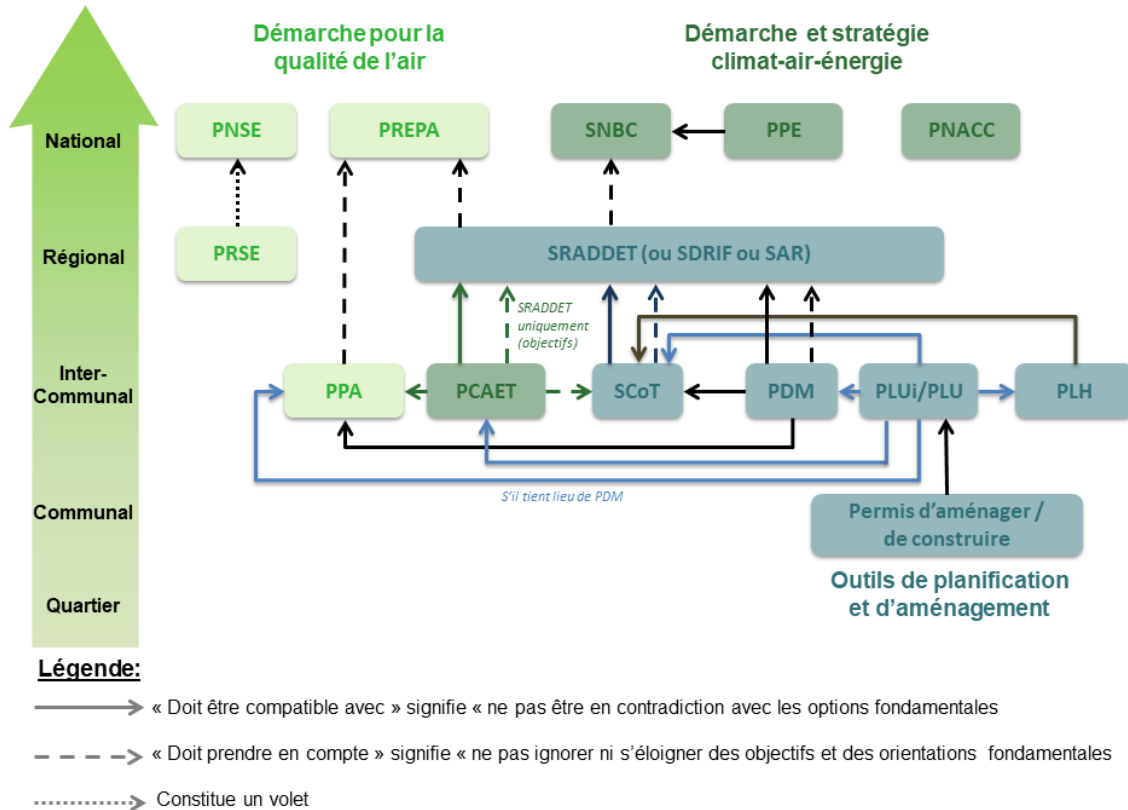 Démarche pour la
qualité de l’air
Démarche et stratégie
climat-air-énergie
National
PNSE
PREPA
SNBC
PPE
PNACC
Régional
PRSE
SRADDET (ou SDRIF ou SAR)
SRADDET
uniquement
(objectifs)
Inter-
Communal
PPA
PCAET
SCoT
PDM
PLUi/PLU
PLH
S’il tient lieu de PDM
Communal
Permis d’aménager /
de construire
Quartier
Outils de planification
et d’aménagement
Légende:
« Doit être compatible avec » signifie « ne pas être en contradiction avec les options fondamentales
« Doit prendre en compte » signifie « ne pas ignorer ni s’éloigner des objectifs et des orientations fondamentales
Constitue un volet